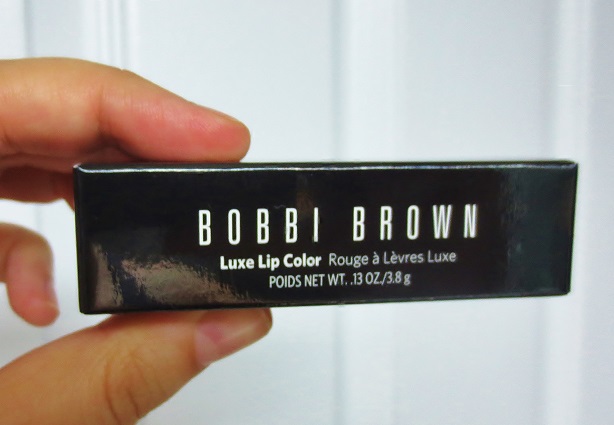 BOBBI BROWN
Luxe Lip Color Rouge à Lèvres Luxe
POIDS NET WT. .13 OZ./3.8 g